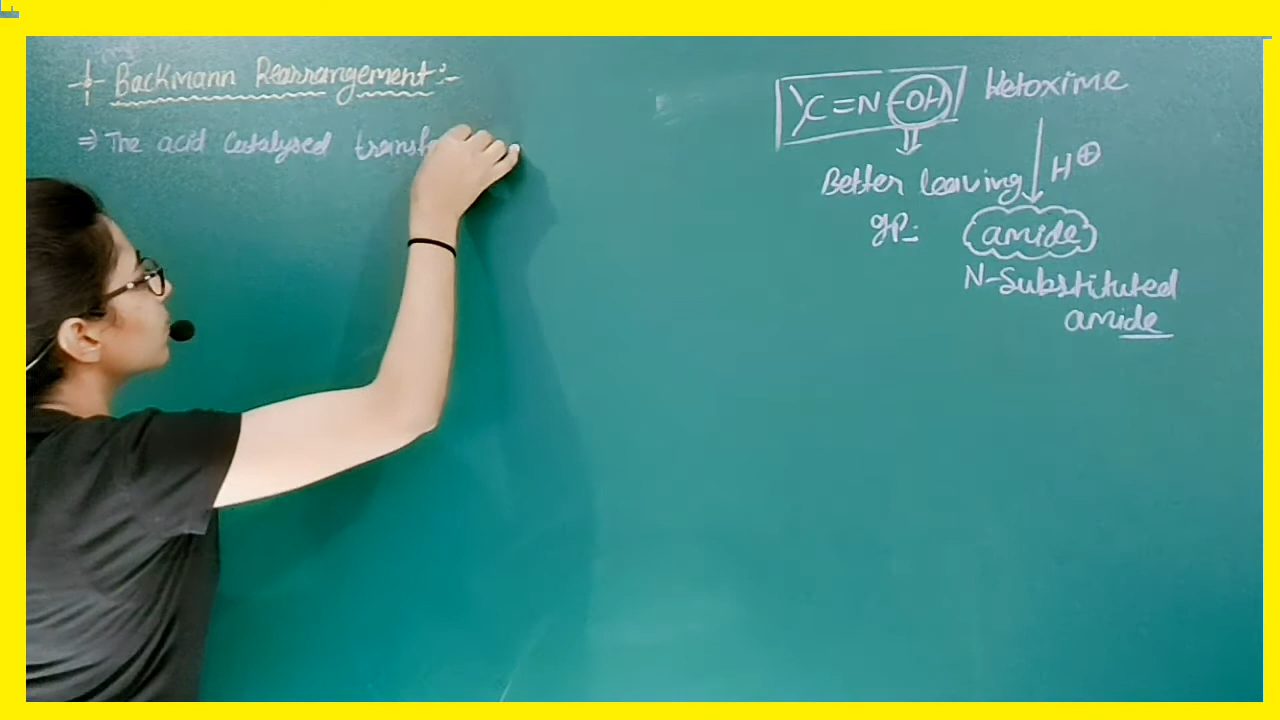 Backmann Rearrangement:-
⇒ The acid Catalysed transf
>C=N-OH Ketoxime
H⊕
Better leaving
gp-
amide
N-Substituted
amide